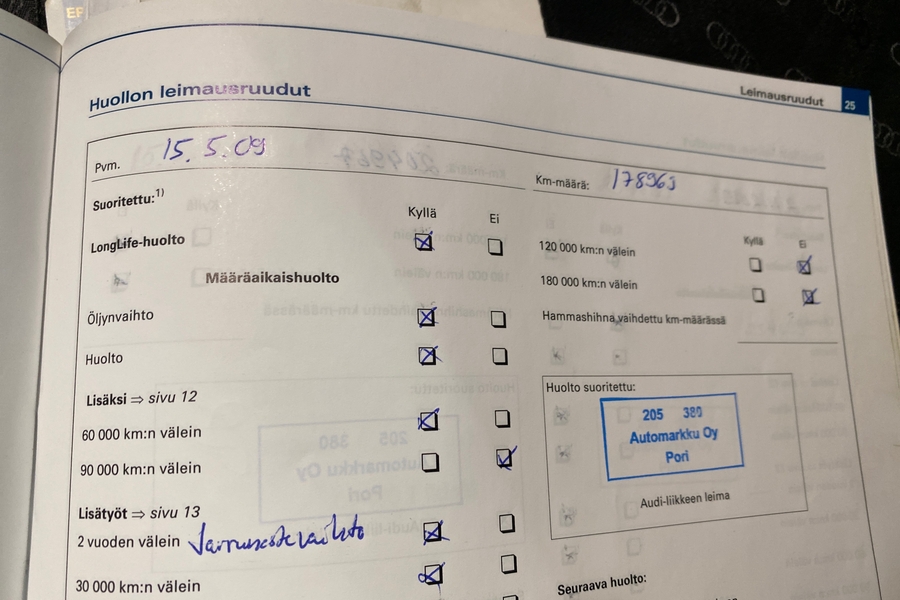 Huollon leimausruudut
Leimausruudut 25
Pvm. 15.5.09
Km-määrä: 178963
Suoritettu:1)
Kyllä Ei
LongLife-huolto
Määräaikaishuolto
Öljynvaihto
Huolto
Lisäksi ⇒ sivu 12
60 000 km:n välein
90 000 km:n välein
Lisätyöt ⇒ sivu 13
2 vuoden välein Jarrunestevaihto
30 000 km:n välein
Kyllä Ei
120 000 km:n välein
180 000 km:n välein
Hammashihna vaihdettu km-määrässä
Huolto suoritettu:
205 380
Automarkku Oy
Pori
Audi-liikkeen leima
Seuraava huolto: